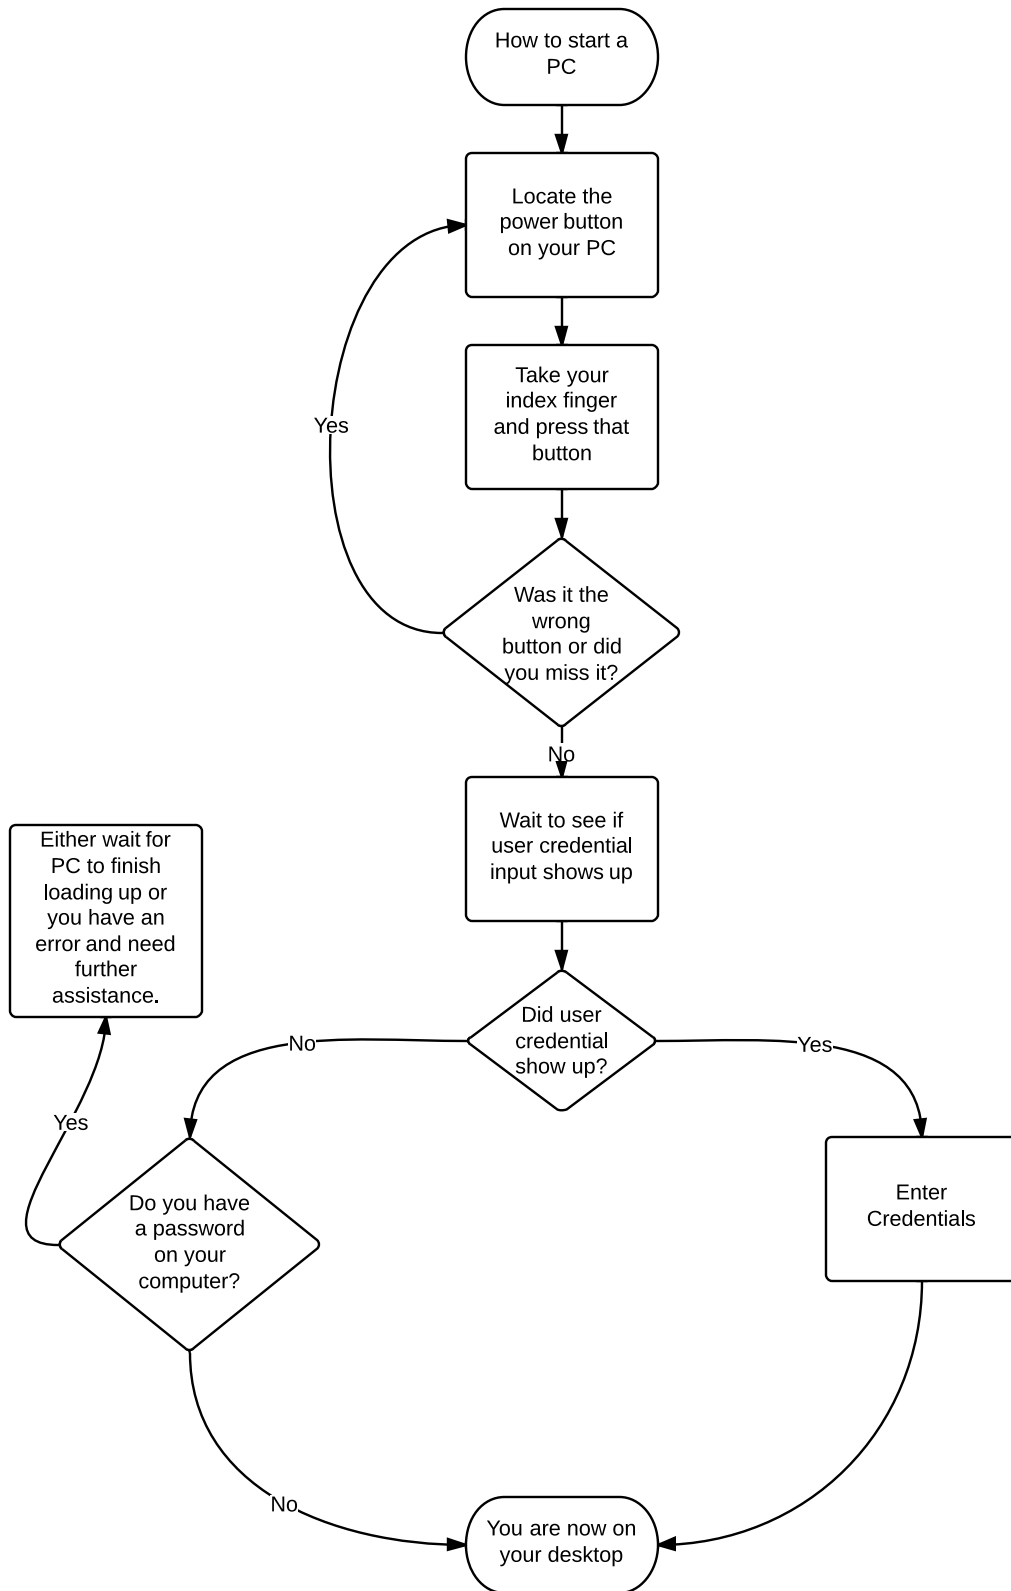 How to start a
PC
Locate the
power button
on your PC
Take your
index finger
and press that
button
Yes
Was it the
wrong
button or did
you miss it?
No
Wait to see if
user credential
input shows up
Either wait for
PC to finish
loading up or
you have an
error and need
further
assistance.
Did user
credential
show up?
No
Yes
Yes
Do you have
a password
on your
computer?
Enter
Credentials
No
You are now on
your desktop